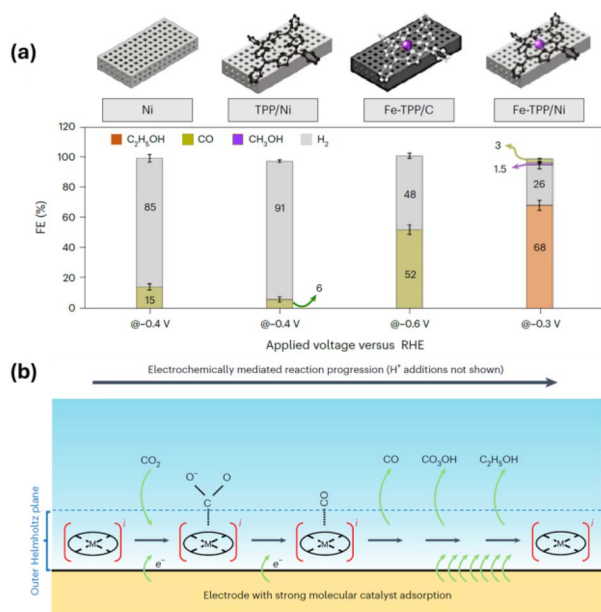 (a)
Ni TPP/Ni Fe-TPP/C Fe-TPP/Ni
120
C₂H₅OH CO CH₃OH H₂
100
80
60
40
20
0
FE (%)
85
15
91
6
48
52
3
1.5
26
68
@−0.4 V @−0.4 V @−0.6 V @−0.3 V
Applied voltage versus RHE
(b)
Electrochemically mediated reaction progression (H⁺ additions not shown)
CO₂ CO CO₃OH C₂H₅OH
O⁻ O
C
CO
Outer Helmholtz plane
M i M i M i M i
e⁻ e⁻
Electrode with strong molecular catalyst adsorption